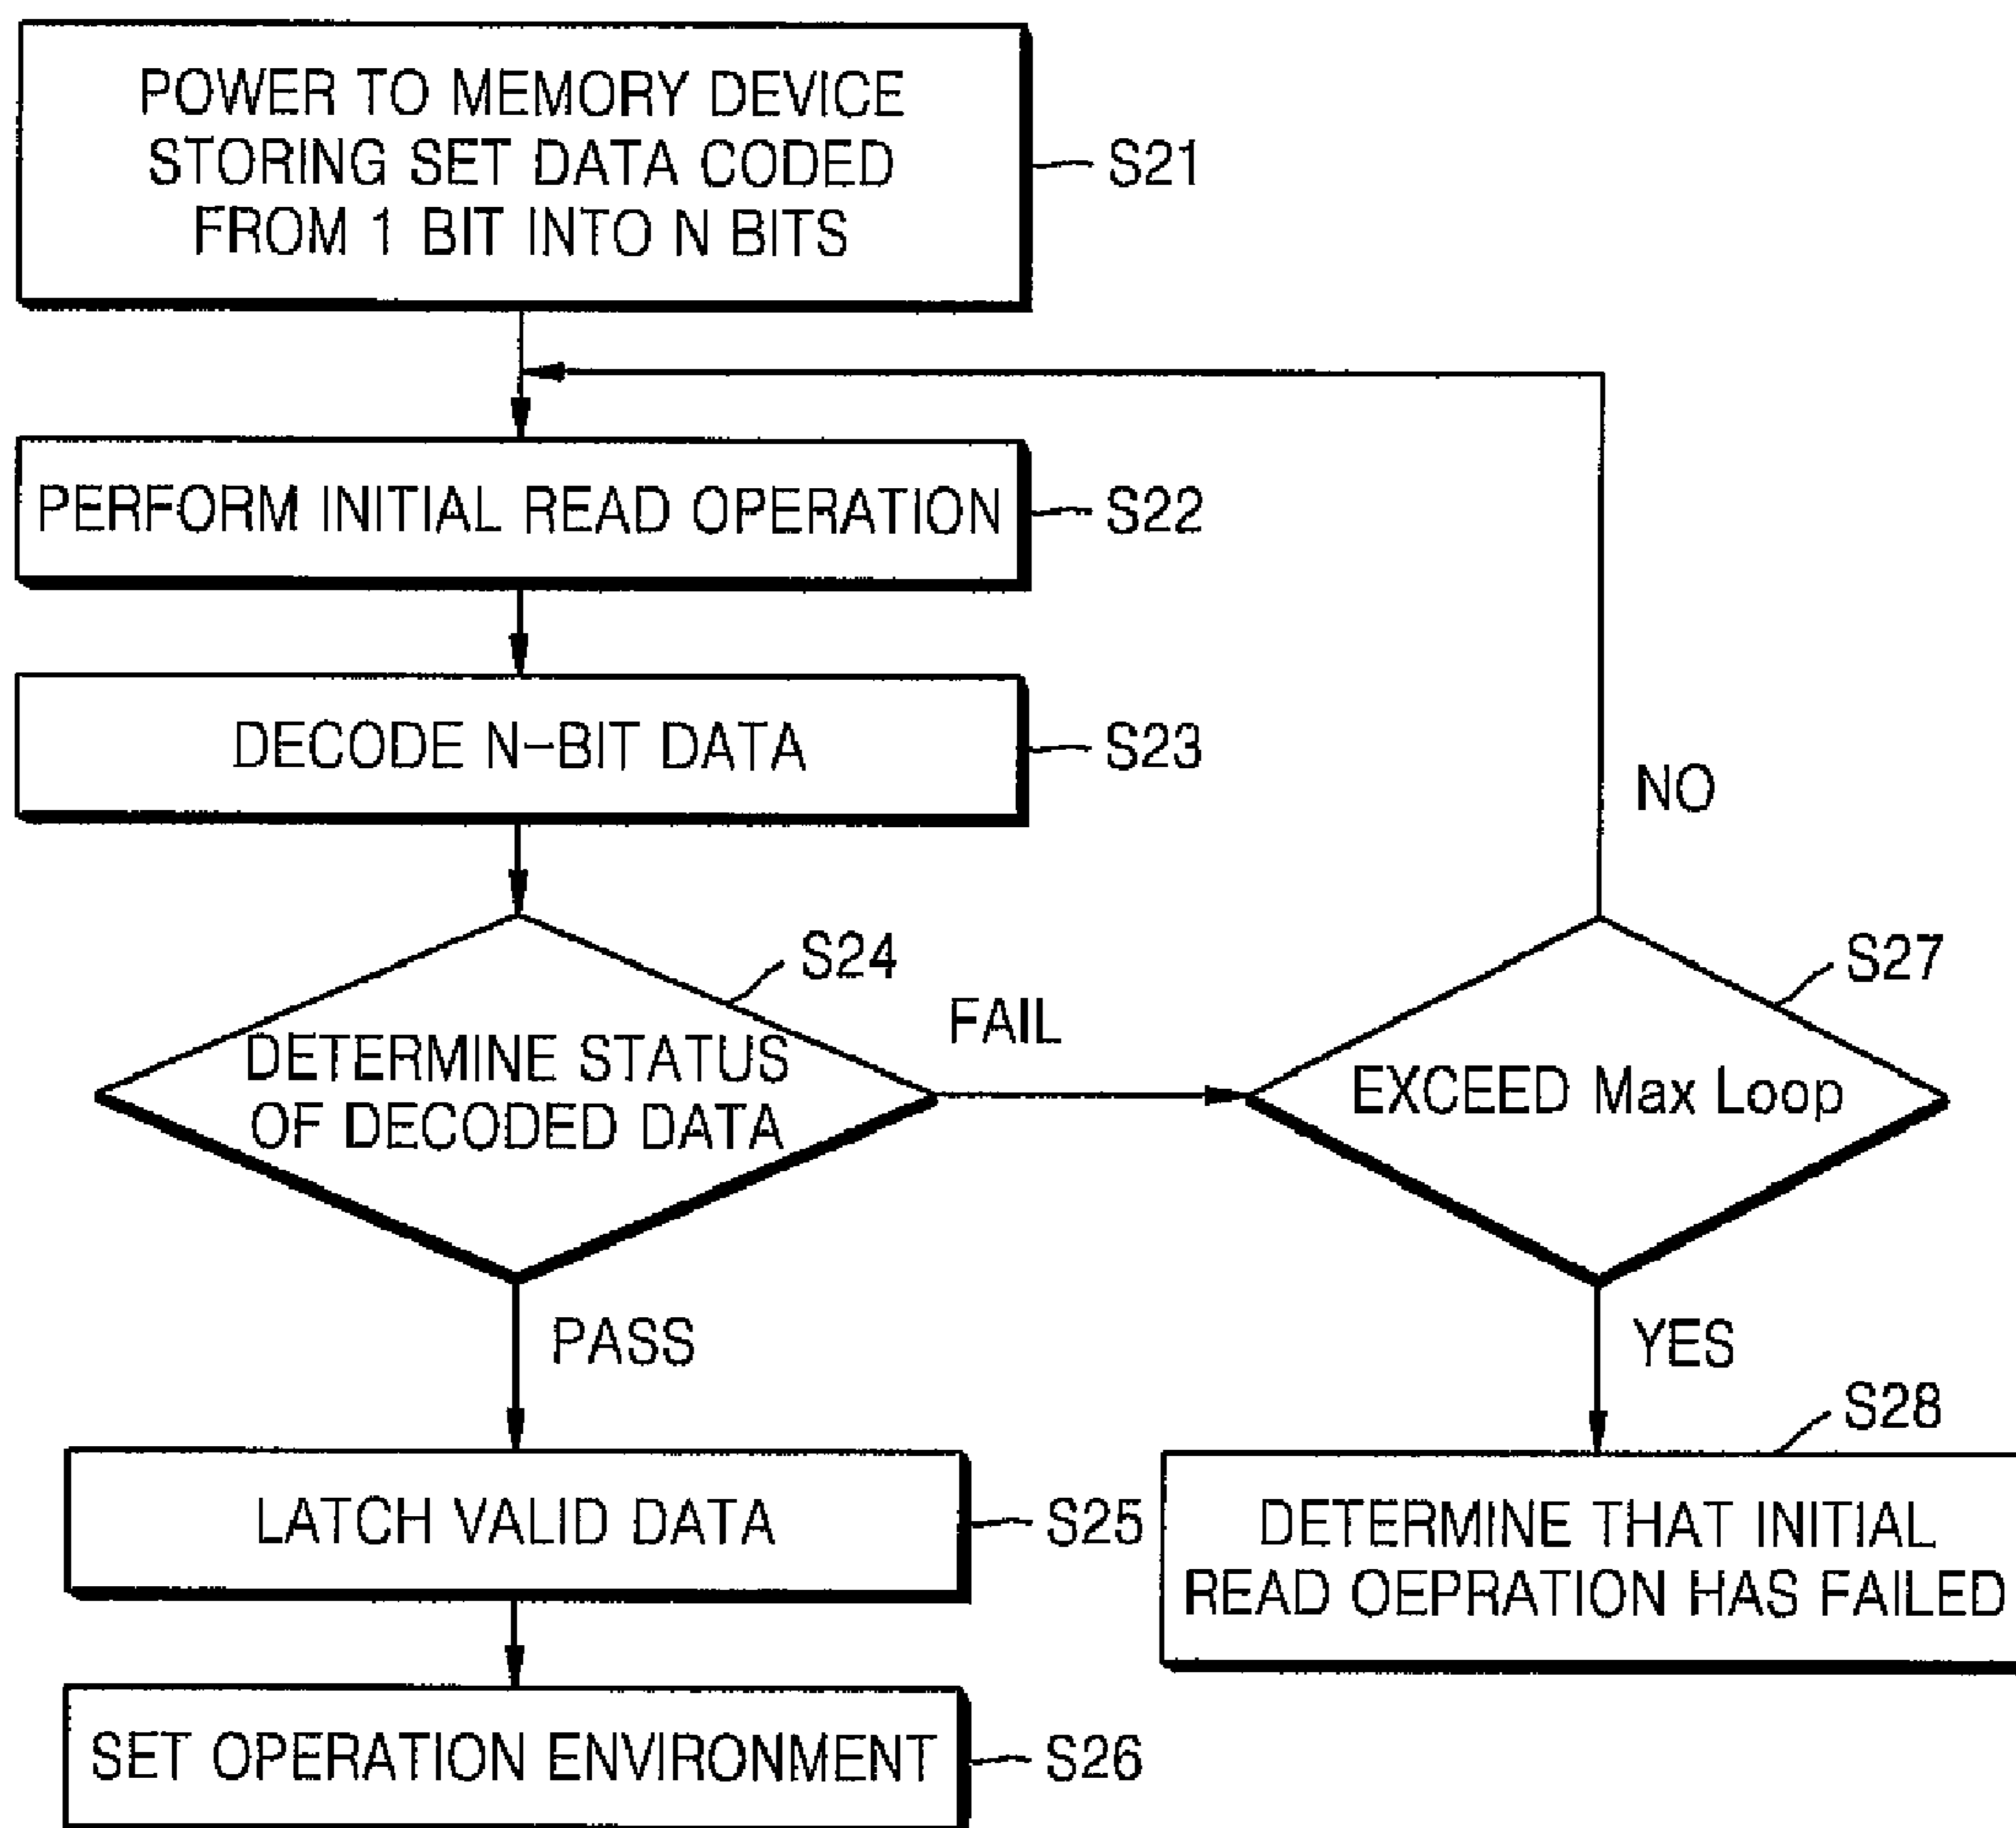 POWER TO MEMORY DEVICE
STORING SET DATA CODED
FROM 1 BIT INTO N BITS
S21
PERFORM INITIAL READ OPERATION
S22
DECODE N-BIT DATA
S23
NO
S24
S27
FAIL
DETERMINE STATUS
OF DECODED DATA
EXCEED Max Loop
PASS
YES
S28
LATCH VALID DATA
S25
DETERMINE THAT INITIAL
READ OEPRATION HAS FAILED
SET OPERATION ENVIRONMENT
S26